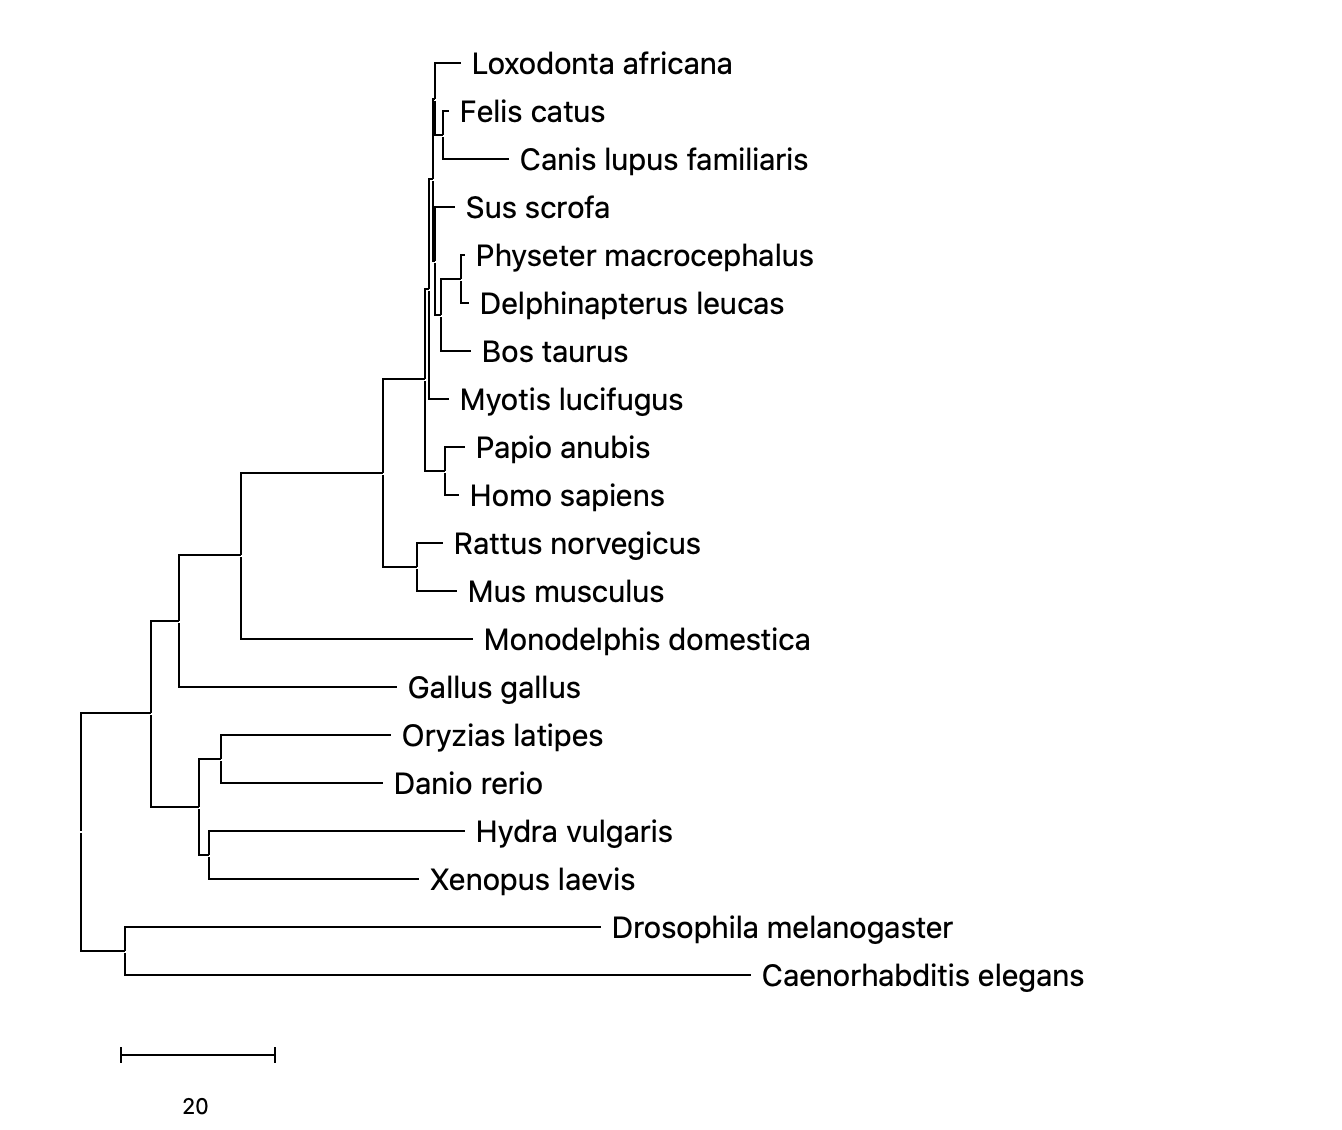 Loxodonta africana
Felis catus
Canis lupus familiaris
Sus scrofa
Physeter macrocephalus
Delphinapterus leucas
Bos taurus
Myotis lucifugus
Papio anubis
Homo sapiens
Rattus norvegicus
Mus musculus
Monodelphis domestica
Gallus gallus
Oryzias latipes
Danio rerio
Hydra vulgaris
Xenopus laevis
Drosophila melanogaster
Caenorhabditis elegans
20